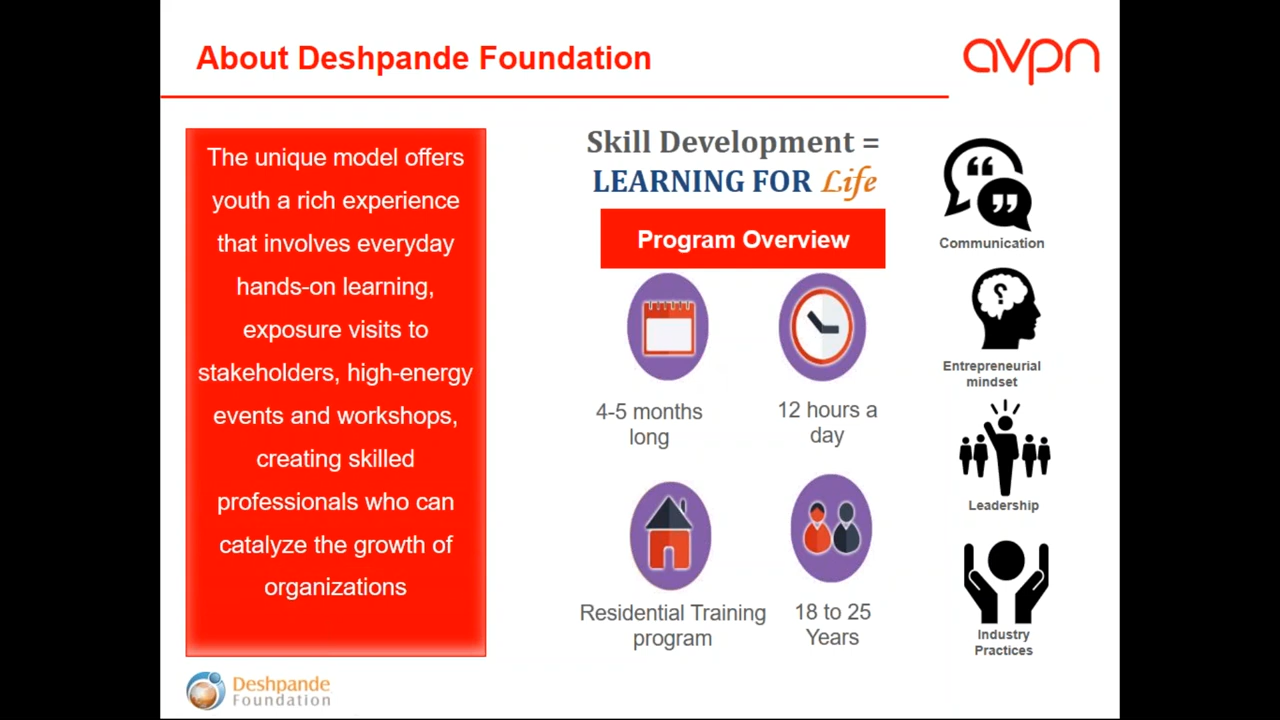 About Deshpande Foundation
avpn
The unique model offers
youth a rich experience
that involves everyday
hands-on learning,
exposure visits to
stakeholders, high-energy
events and workshops,
creating skilled
professionals who can
catalyze the growth of
organizations
Skill Development =
LEARNING FOR Life
Program Overview
4-5 months
long
12 hours a
day
Residential Training
program
18 to 25
Years
Communication
Entrepreneurial
mindset
Leadership
Industry
Practices
Deshpande
Foundation